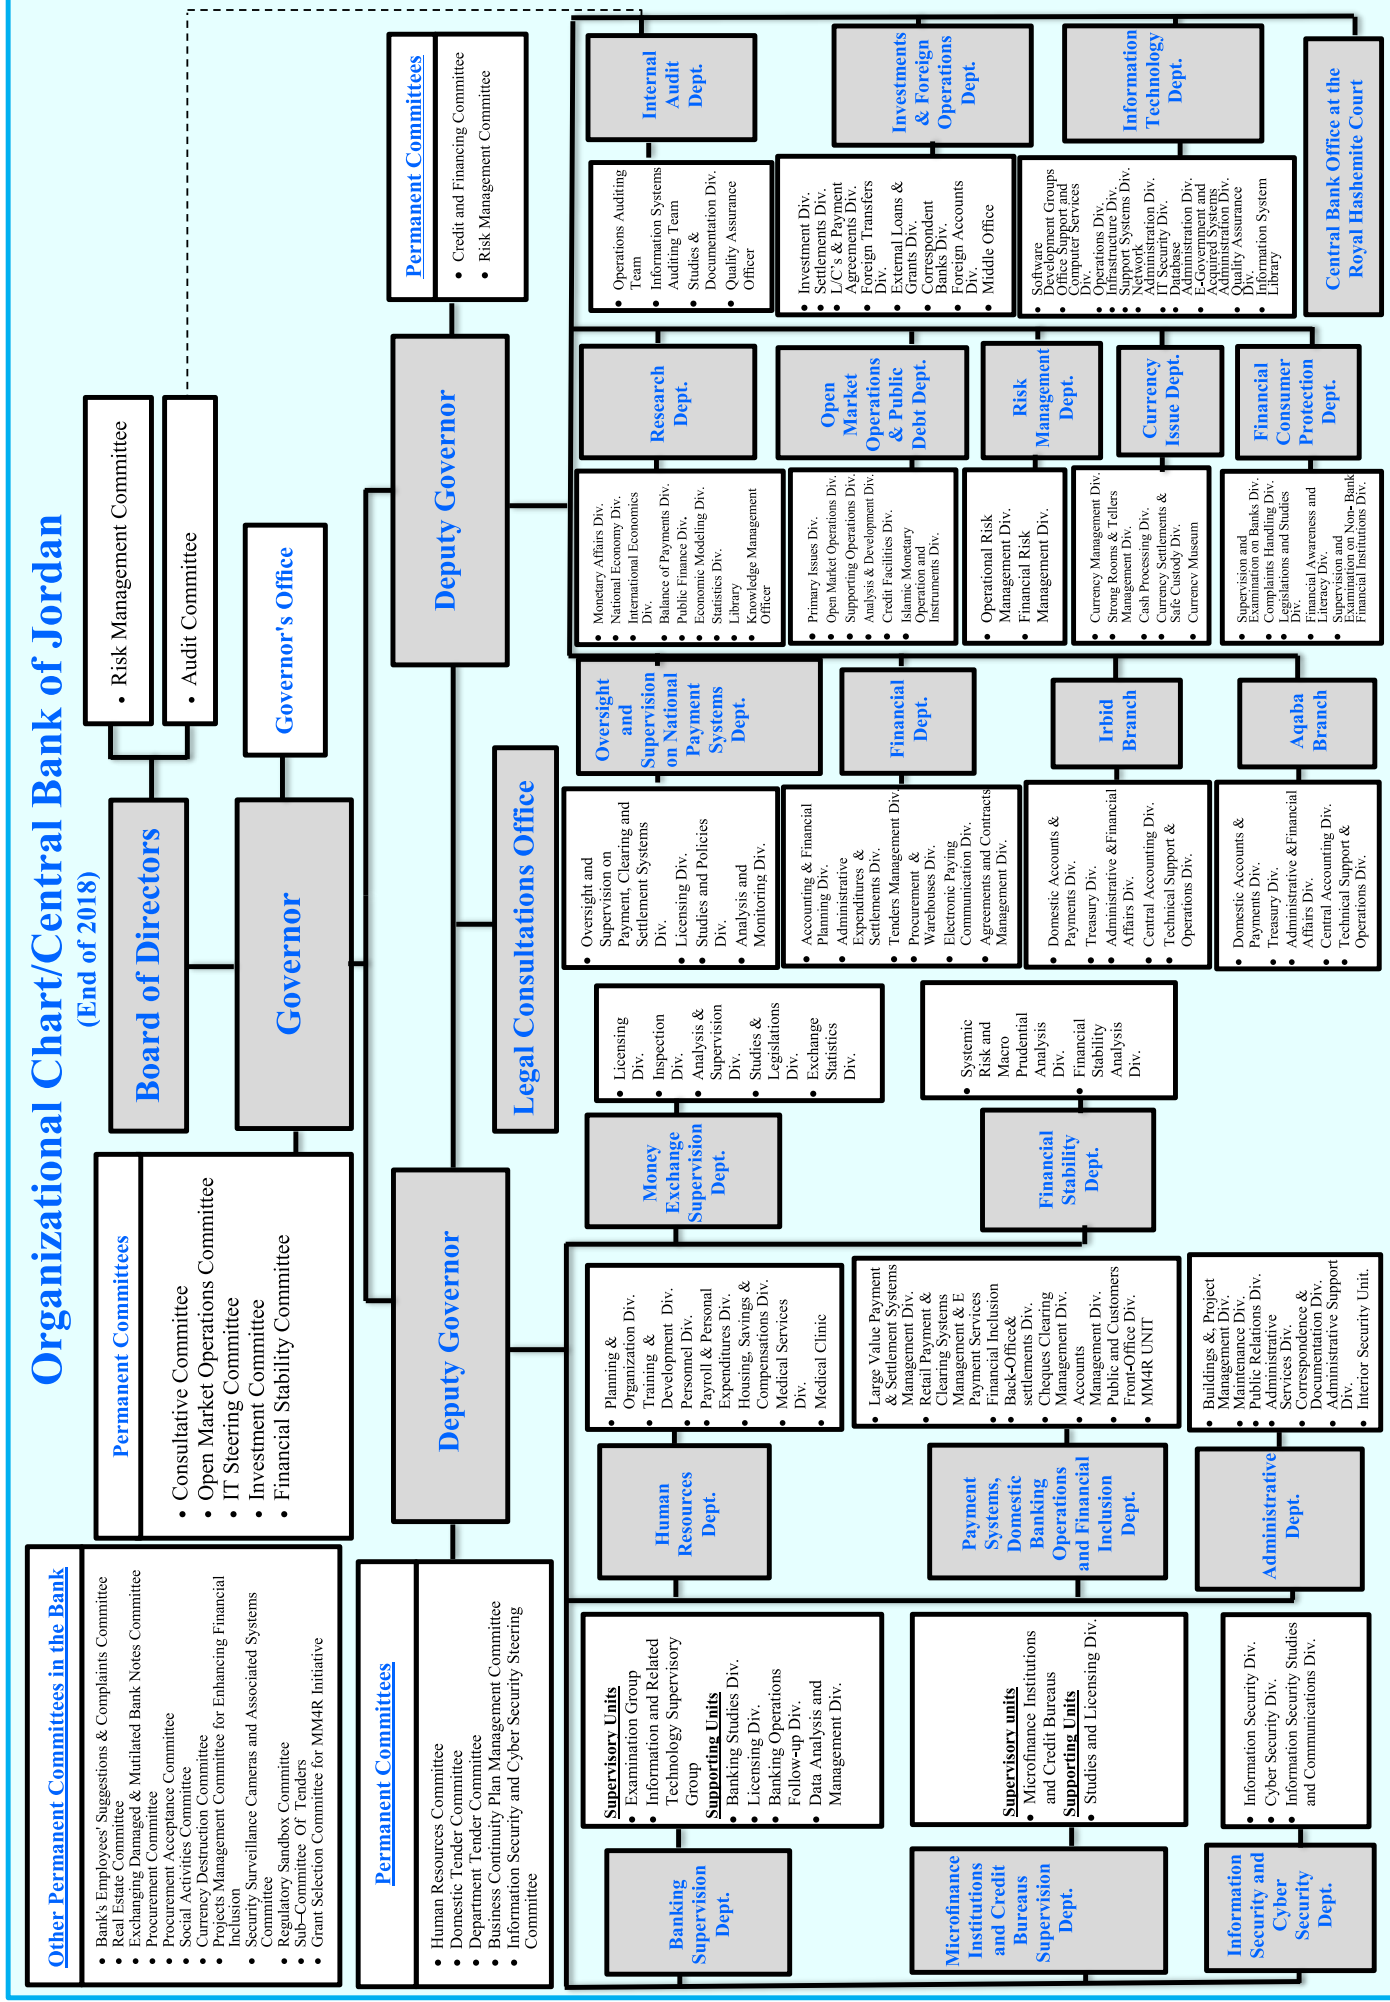 Organizational Chart/Central Bank of Jordan
(End of 2018)
Other Permanent Committees in the Bank
• Bank's Employees' Suggestions & Complaints Committee
• Real Estate Committee
• Exchanging Damaged & Mutilated Bank Notes Committee
• Procurement Committee
• Procurement Acceptance Committee
• Social Activities Committee
• Currency Destruction Committee
• Projects Management Committee for Enhancing Financial
Inclusion
• Security Surveillance Cameras and Associated Systems
Committee
• Regulatory Sandbox Committee
• Sub–Committee Of Tenders
• Grant Selection Committee for MM4R Initiative
Permanent Committees
• Consultative Committee
• Open Market Operations Committee
• IT Steering Committee
• Investment Committee
• Financial Stability Committee
Board of Directors
• Risk Management Committee
• Audit Committee
Governor
Governor's Office
Permanent Committees
• Human Resources Committee
• Domestic Tender Committee
• Department Tender Committee
• Business Continuity Plan Management Committee
• Information Security and Cyber Security Steering
Committee
Deputy Governor
Deputy Governor
Permanent Committees
• Credit and Financing Committee
• Risk Management Committee
Legal Consultations Office
Banking
Supervision
Dept.
Supervisory Units
• Examination Group
• Information and Related
Technology Supervisory
Group
Supporting Units
• Banking Studies Div.
• Licensing Div.
• Banking Operations
Follow-up Div.
• Data Analysis and
Management Div.
Microfinance
Institutions
and Credit
Bureaus
Supervision
Dept.
Supervisory units
• Microfinance Institutions
and Credit Bureaus
Supporting Units
• Studies and Licensing Div.
Information
Security and
Cyber
Security
Dept.
• Information Security Div.
• Cyber Security Div.
• Information Security Studies
and Communications Div.
Human
Resources
Dept.
• Planning &
Organization Div.
• Training &
Development Div.
• Personnel Div.
• Payroll & Personal
Expenditures Div.
• Housing, Savings, &
Compensations Div.
• Medical Services
Div.
• Medical Clinic
Payment
Systems,
Domestic
Banking
Operations
and Financial
Inclusion
Dept.
• Large Value Payment
& Settlement Systems
Management Div.
• Retail Payment &
Clearing Systems
Management & E
Payment Services
• Financial Inclusion
• Back-Office&
settlements Div.
• Cheques Clearing
Management Div.
• Accounts
Management Div.
• Public and Customers
Front-Office Div.
• MM4R UNIT
Administrative
Dept.
• Buildings &, Project
Management Div.
• Maintenance Div.
• Public Relations Div.
• Administrative
Services Div.
• Correspondence &
Documentation Div.
• Administrative Support
Div.
• Interior Security Unit.
Money
Exchange
Supervision
Dept.
• Licensing
Div.
• Inspection
Div.
• Analysis &
Supervision
Div.
• Studies &
Legislations
Div.
• Exchange
Statistics
Div.
Financial
Stability
Dept.
• Systemic
Risk and
Macro
Prudential
Analysis
Div.
• Financial
Stability
Analysis
Div.
Oversight
and
Supervision
on National
Payment
Systems
Dept.
• Oversight and
Supervision on
Payment, Clearing and
Settlement Systems
Div.
• Licensing Div.
• Studies and Policies
Div.
• Analysis and
Monitoring Div.
Financial
Dept.
• Accounting & Financial
Planning Div.
• Administrative
Expenditures &
Settlements Div.
• Tenders Management Div.
• Procurement &
Warehouses Div.
• Electronic Paying
Communication Div.
• Agreements and Contracts
Management Div.
Irbid
Branch
• Domestic Accounts &
Payments Div.
• Treasury Div.
• Administrative &Financial
Affairs Div.
• Central Accounting Div.
• Technical Support &
Operations Div.
Aqaba
Branch
• Domestic Accounts &
Payments Div.
• Treasury Div.
• Administrative &Financial
Affairs Div.
• Central Accounting Div.
• Technical Support &
Operations Div.
Research
Dept.
• Monetary Affairs Div.
• National Economy Div.
• International Economics
Div.
• Balance of Payments Div.
• Public Finance Div.
• Economic Modeling Div.
• Statistics Div.
• Library
• Knowledge Management
Officer
Open
Market
Operations
& Public
Debt Dept.
• Primary Issues Div.
• Open Market Operations Div.
• Supporting Operations Div.
• Analysis & Development Div.
• Credit Facilities Div.
• Islamic Monetary
Operation and
Instruments Div.
Risk
Management
Dept.
• Operational Risk
Management Div.
• Financial Risk
Management Div.
Currency
Issue Dept.
• Currency Management Div.
• Strong Rooms & Tellers
Management Div.
• Cash Processing Div.
• Currency Settlements &
Safe Custody Div.
• Currency Museum
Financial
Consumer
Protection
Dept.
• Supervision and
Examination on Banks Div.
• Complaints Handling Div.
• Legislations and Studies
Div.
• Financial Awareness and
Literacy Div.
• Supervision and
Examination on Non- Bank
Financial Institutions Div.
Internal
Audit
Dept.
• Operations Auditing
Team
• Information Systems
Auditing Team
• Studies &
Documentation Div.
• Quality Assurance
Officer
Investments
& Foreign
Operations
Dept.
• Investment Div.
• Settlements Div.
• L/C's & Payment
Agreements Div.
• Foreign Transfers
Div.
• External Loans &
Grants Div.
• Correspondent
Banks Div.
• Foreign Accounts
Div.
• Middle Office
Information
Technology
Dept.
• Software
Development Groups
• Office Support and
Computer Services
Div.
• Operations Div.
• Infrastructure Div.
• Support Systems Div.
• Network
Administration Div.
• IT Security Div.
• Database
Administration Div.
• E-Government and
Acquired Systems
Administration Div.
• Quality Assurance
Div.
• Information System
Library
Central Bank Office at the
Royal Hashemite Court